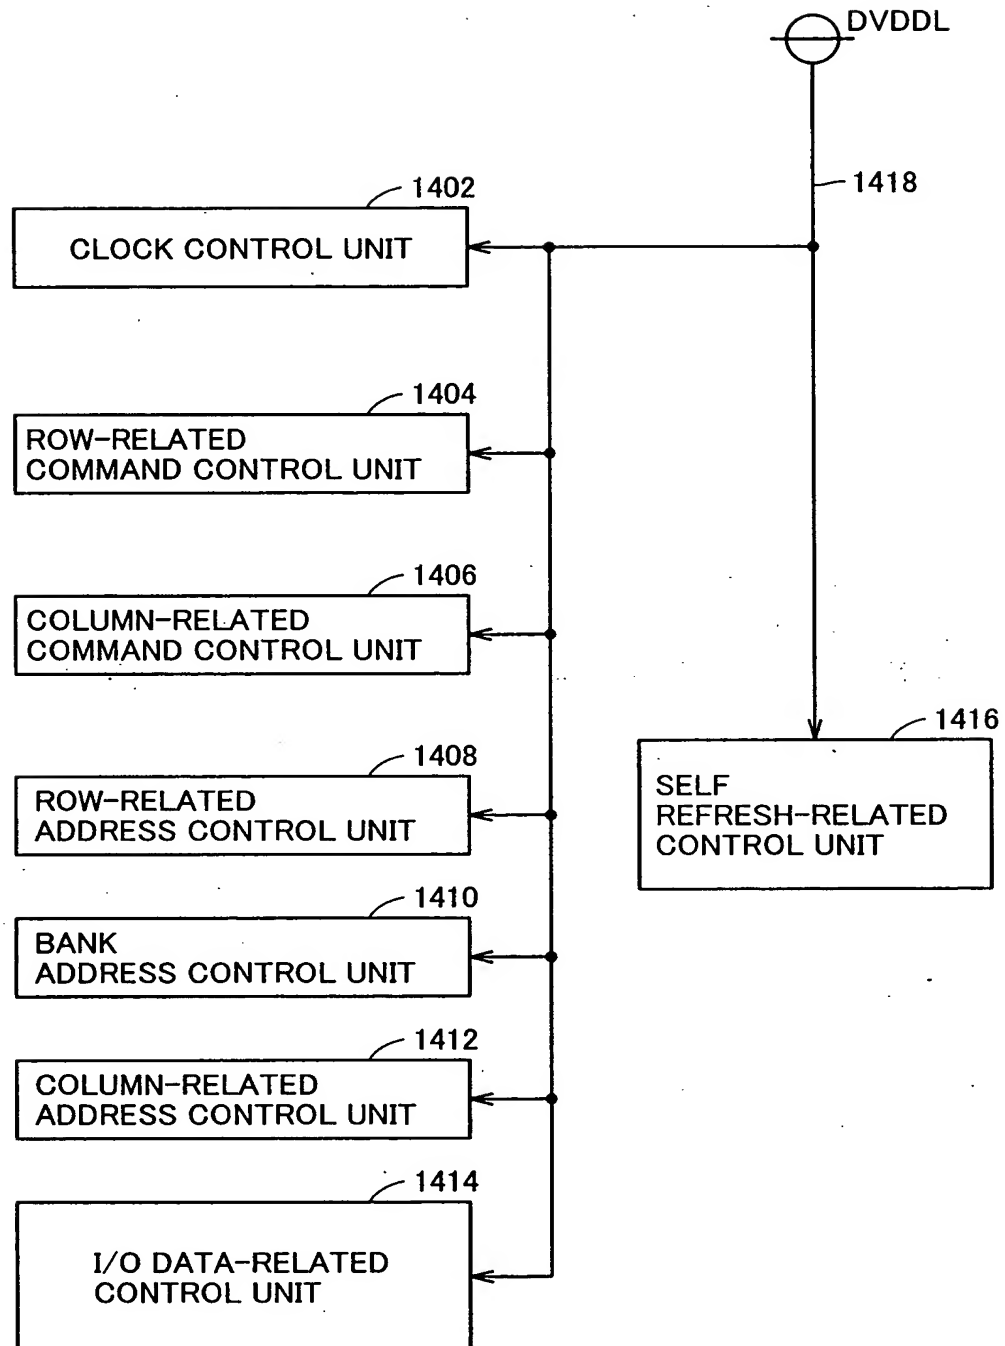 DVDDL
1418
1402
CLOCK CONTROL UNIT
1404
ROW-RELATED
COMMAND CONTROL UNIT
1406
COLUMN-RELATED
COMMAND CONTROL UNIT
1408
ROW-RELATED
ADDRESS CONTROL UNIT
1410
BANK
ADDRESS CONTROL UNIT
1412
COLUMN-RELATED
ADDRESS CONTROL UNIT
1414
I/O DATA-RELATED
CONTROL UNIT
1416
SELF
REFRESH-RELATED
CONTROL UNIT